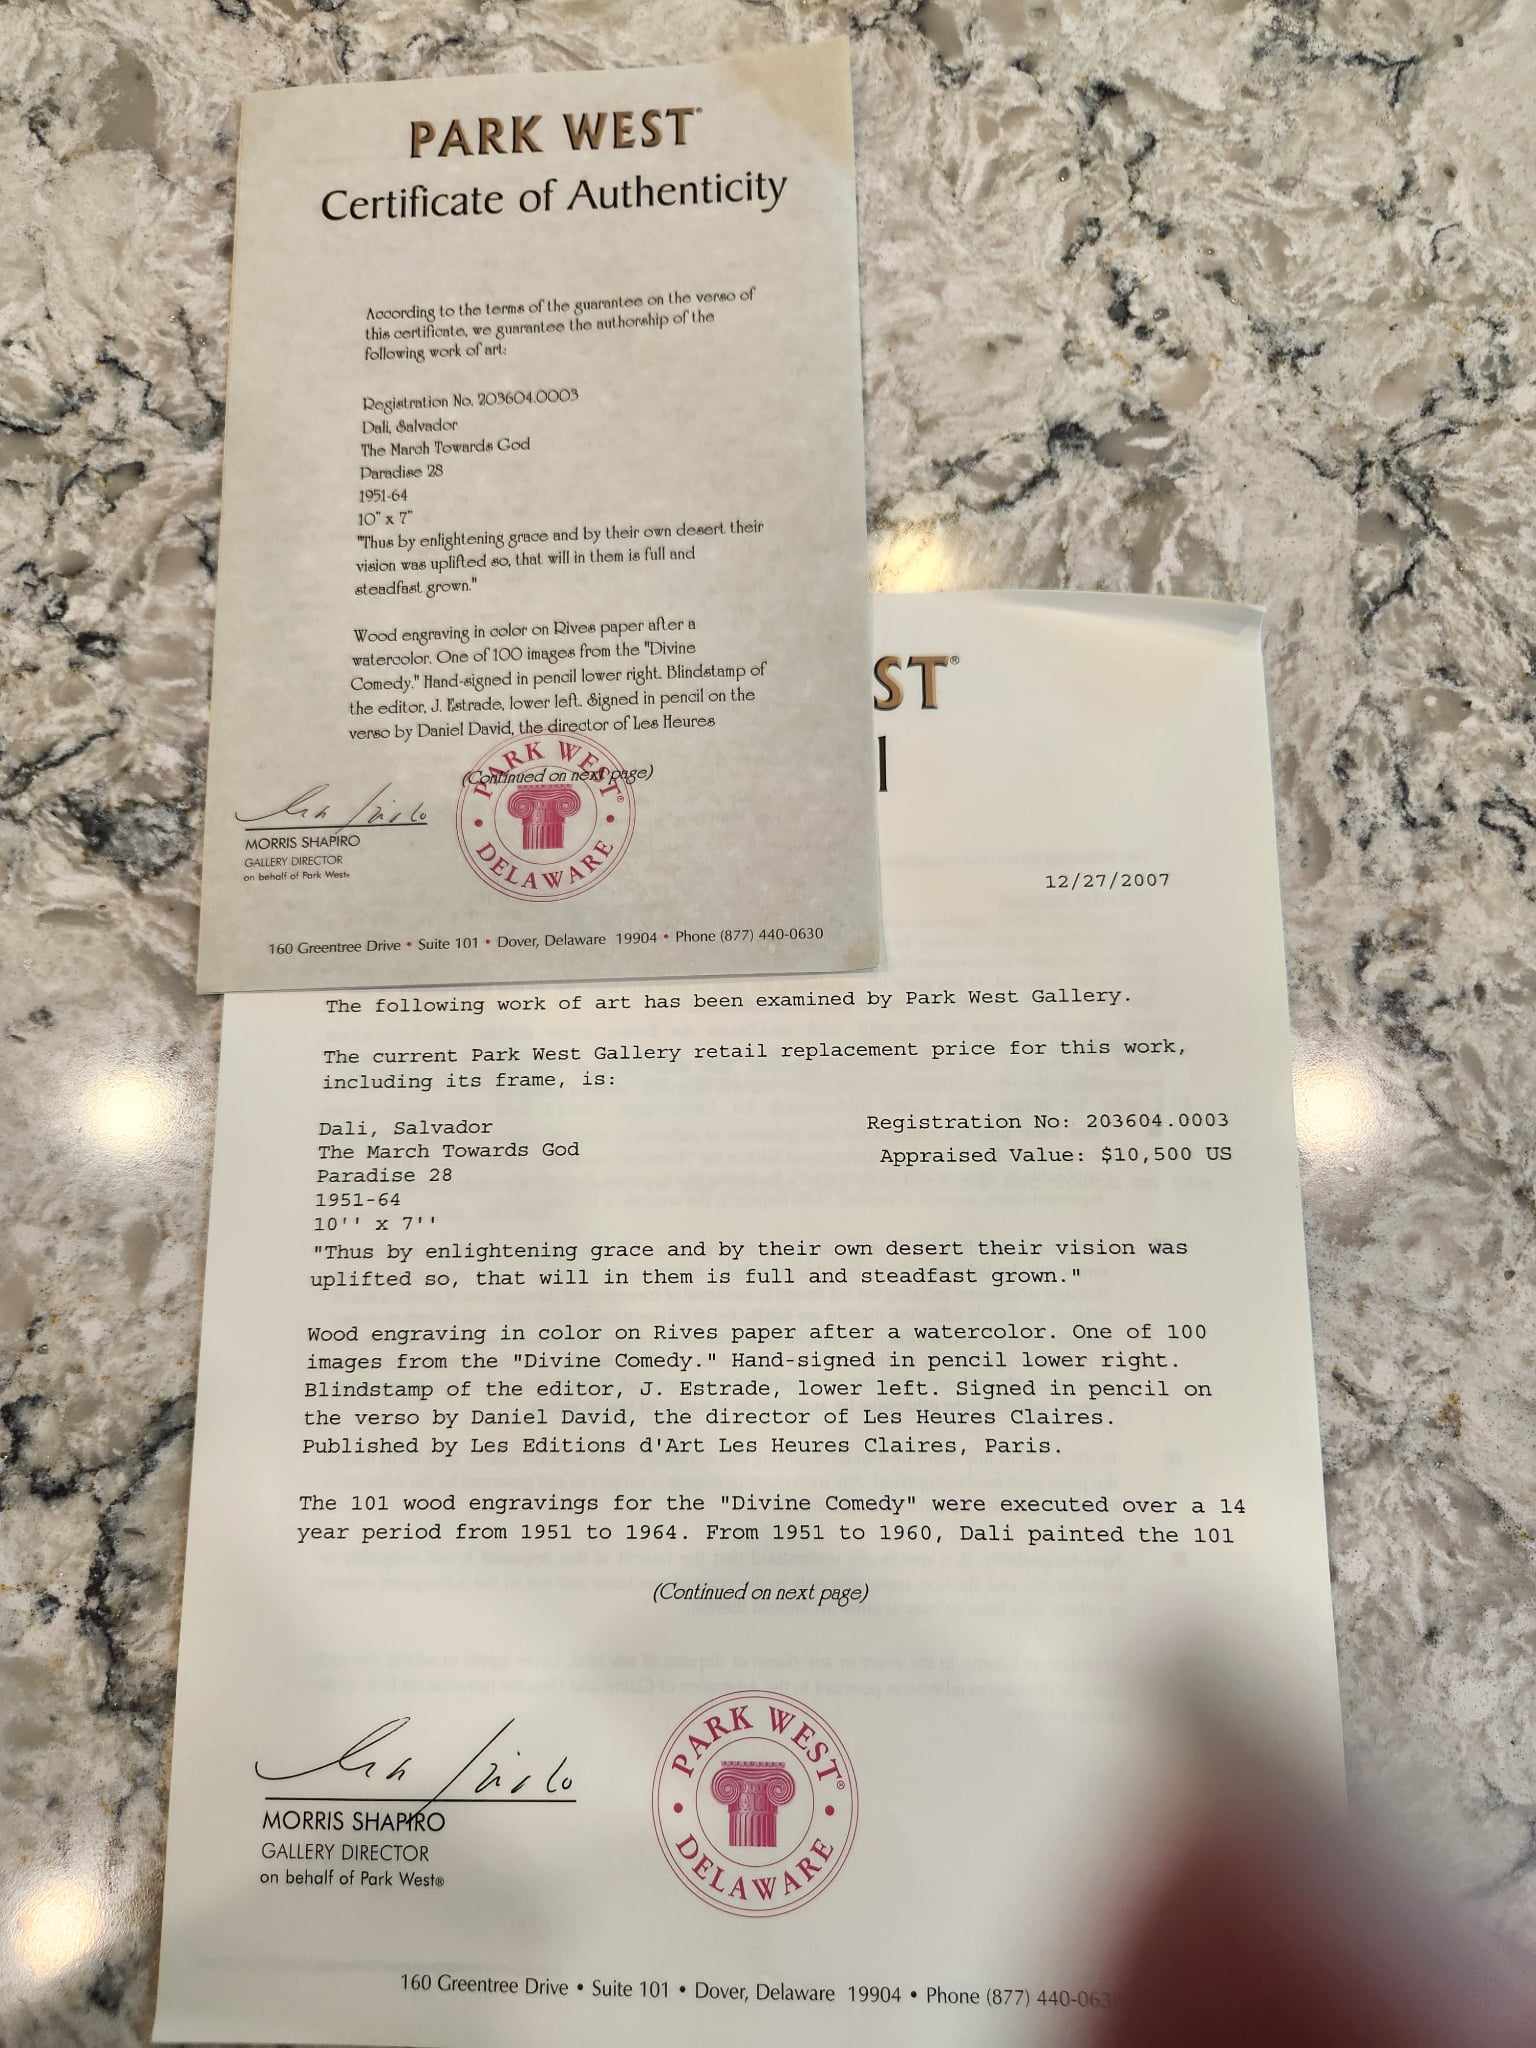 PARK WEST®
Certificate of Authenticity
According to the terms of the guarantee on the verso of
this certificate, we guarantee the authorship of the
following work of art:
Registration No. 203604.0003
Dali, Salvador
The March Towards God
Paradise 28
1951-64
10" x 7"
"Thus by enlightening grace and by their own desert their
vision was uplifted so, that will in them is full and
steadfast grown."
Wood engraving in color on Rives paper after a
watercolor. One of 100 images from the "Divine
Comedy." Hand-signed in pencil lower right. Blindstamp of
the editor, J. Estrade, lower left. Signed in pencil on the
verso by Daniel David, the director of Les Heures
(Continued on next page)
PARK WEST®
• DELAWARE •
MORRIS SHAPIRO
GALLERY DIRECTOR
on behalf of Park West®
160 Greentree Drive • Suite 101 • Dover, Delaware 19904 • Phone (877) 440-0630
ST®
l
12/27/2007
The following work of art has been examined by Park West Gallery.
The current Park West Gallery retail replacement price for this work,
including its frame, is:
Dali, Salvador
Registration No: 203604.0003
The March Towards God
Appraised Value: $10,500 US
Paradise 28
1951-64
10'' x 7''
"Thus by enlightening grace and by their own desert their vision was
uplifted so, that will in them is full and steadfast grown."
Wood engraving in color on Rives paper after a watercolor. One of 100
images from the "Divine Comedy." Hand-signed in pencil lower right.
Blindstamp of the editor, J. Estrade, lower left. Signed in pencil on
the verso by Daniel David, the director of Les Heures Claires.
Published by Les Editions d'Art Les Heures Claires, Paris.
The 101 wood engravings for the "Divine Comedy" were executed over a 14
year period from 1951 to 1964. From 1951 to 1960, Dali painted the 101
(Continued on next page)
MORRIS SHAPIRO
GALLERY DIRECTOR
on behalf of Park West®
PARK WEST®
• DELAWARE •
160 Greentree Drive • Suite 101 • Dover, Delaware 19904 • Phone (877) 440-063